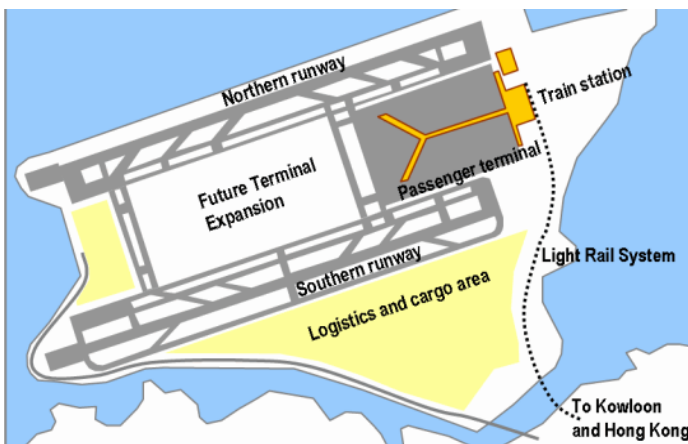 Northern runway
Train station
Future Terminal
Expansion
Passenger terminal
Southern runway
Light Rail System
Logistics and cargo area
To Kowloon
and Hong Kong